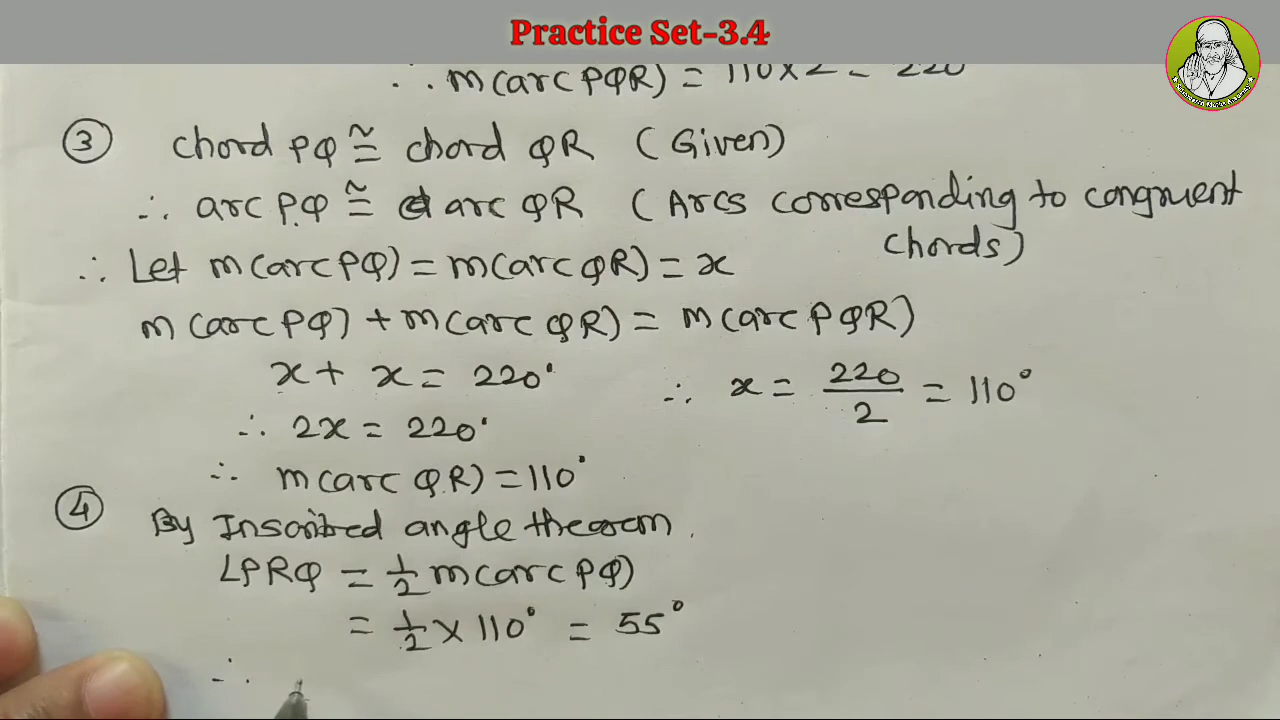 Practice Set-3.4
∴ m(arc PQR) = 110×2 = 220
③ chord PQ ≅ chord QR (Given)
∴ arc PQ ≅ arc QR (Arcs corresponding to congruent chords)
∴ Let m(arc PQ) = m(arc QR) = x
m(arc PQ) + m(arc QR) = m(arc PQR)
x + x = 220° ∴ x = 220/2 = 110°
∴ 2x = 220°
∴ m(arc QR) = 110°
④ By Inscribed angle theorem.
∠PRQ = 1/2 m(arc PQ)
= 1/2 × 110° = 55°
∴